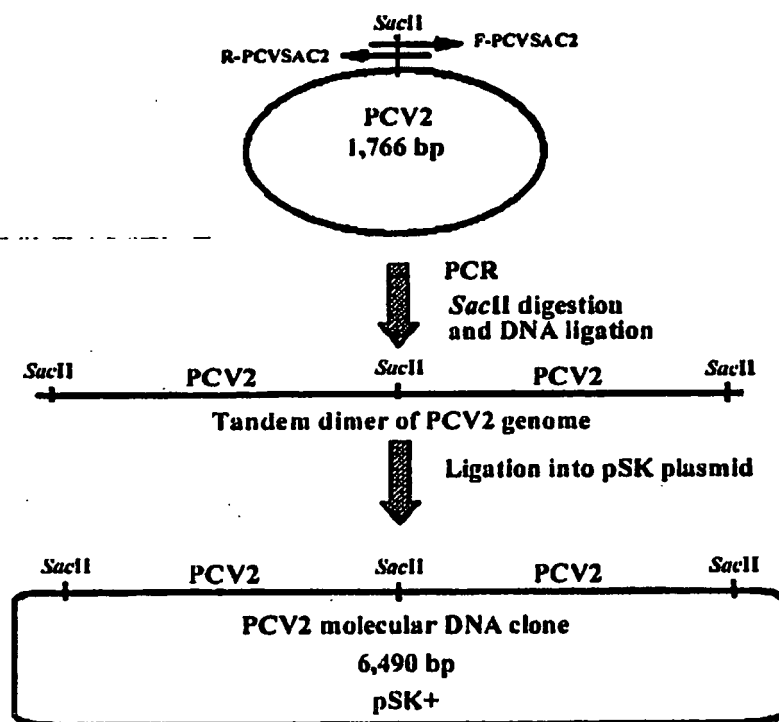 SacII
F-PCVSAC2
R-PCVSAC2
PCV2
1,766 bp
PCR
SacII digestion
and DNA ligation
SacII PCV2 SacII PCV2 SacII
Tandem dimer of PCV2 genome
Ligation into pSK plasmid
SacII PCV2 SacII PCV2 SacII
PCV2 molecular DNA clone
6,490 bp
pSK+